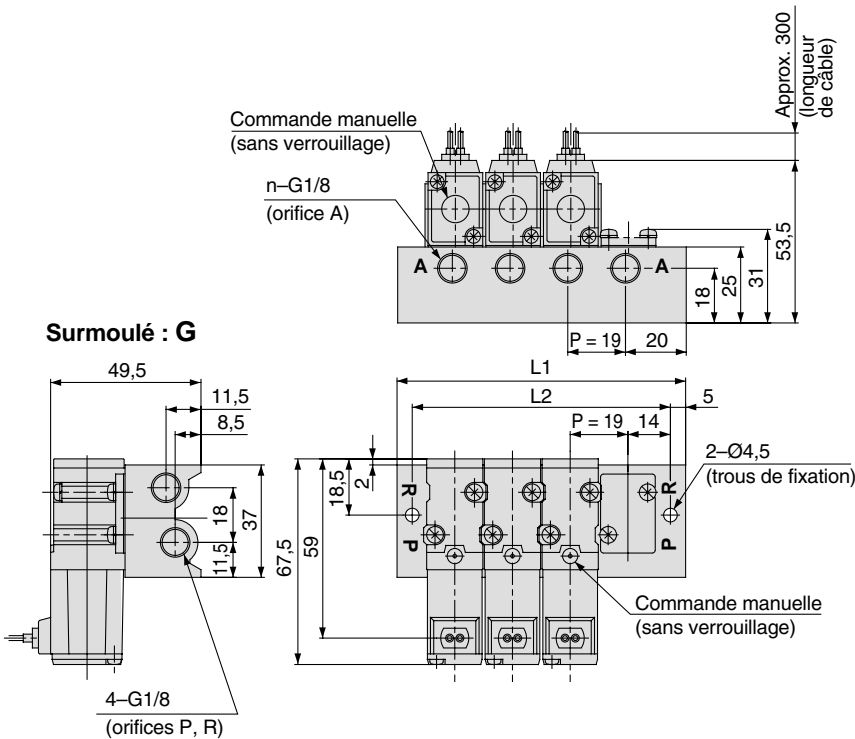 Approx. 300
(longueur
de câble)
Commande manuelle
(sans verrouillage)
n–G1/8
(orifice A)
A
A
18
25
31
53,5
P = 19
20
Surmoulé : G
49,5
11,5
8,5
18
37
11,5
4–G1/8
(orifices P, R)
L1
L2
5
P = 19
14
2–Ø4,5
(trous de fixation)
67,5
59
18,5
2
R
P
R
P
Commande manuelle
(sans verrouillage)